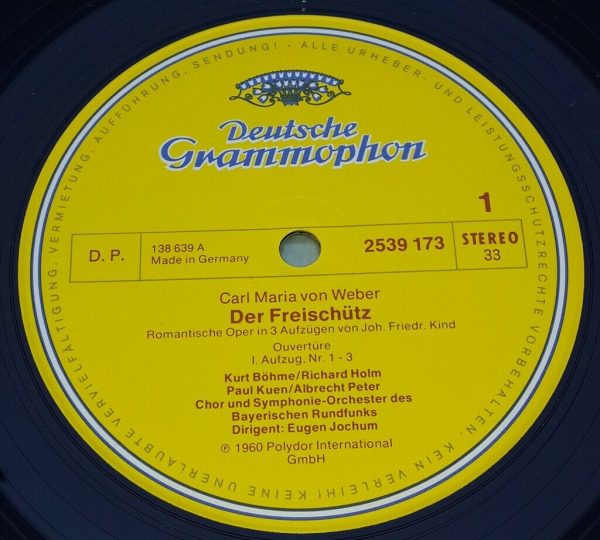 ALLE URHEBER- UND LEISTUNGSSCHUTZRECHTE VORBEHALTEN · KEIN VERLEIH! KEINE UNERLAUBTE VERVIELFÄLTIGUNG, VERMIETUNG, AUFFÜHRUNG, SENDUNG! ·
Deutsche
Grammophon
1
D. P.
138 639 A
Made in Germany
2539 173
STEREO
33
Carl Maria von Weber
Der Freischütz
Romantische Oper in 3 Aufzügen von Joh. Friedr. Kind
Ouvertüre
I. Aufzug, Nr. 1 - 3
Kurt Böhme/Richard Holm
Paul Kuen/Albrecht Peter
Chor und Symphonie-Orchester des
Bayerischen Rundfunks
Dirigent: Eugen Jochum
℗ 1960 Polydor International
GmbH